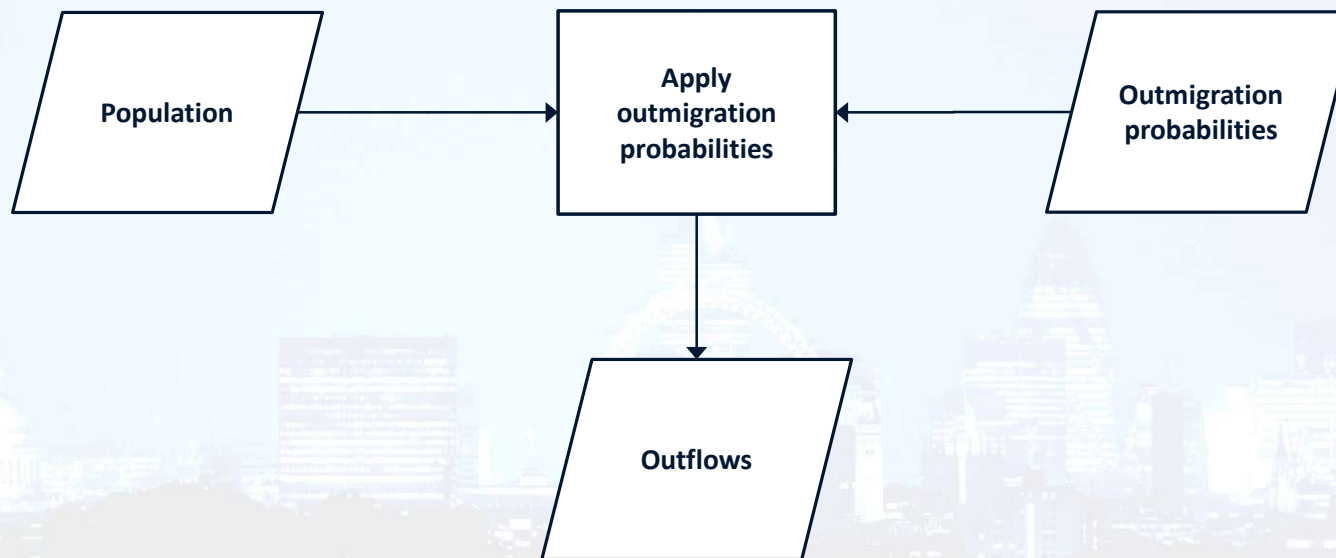 Population
Apply
outmigration
probabilities
Outmigration
probabilities
Outflows